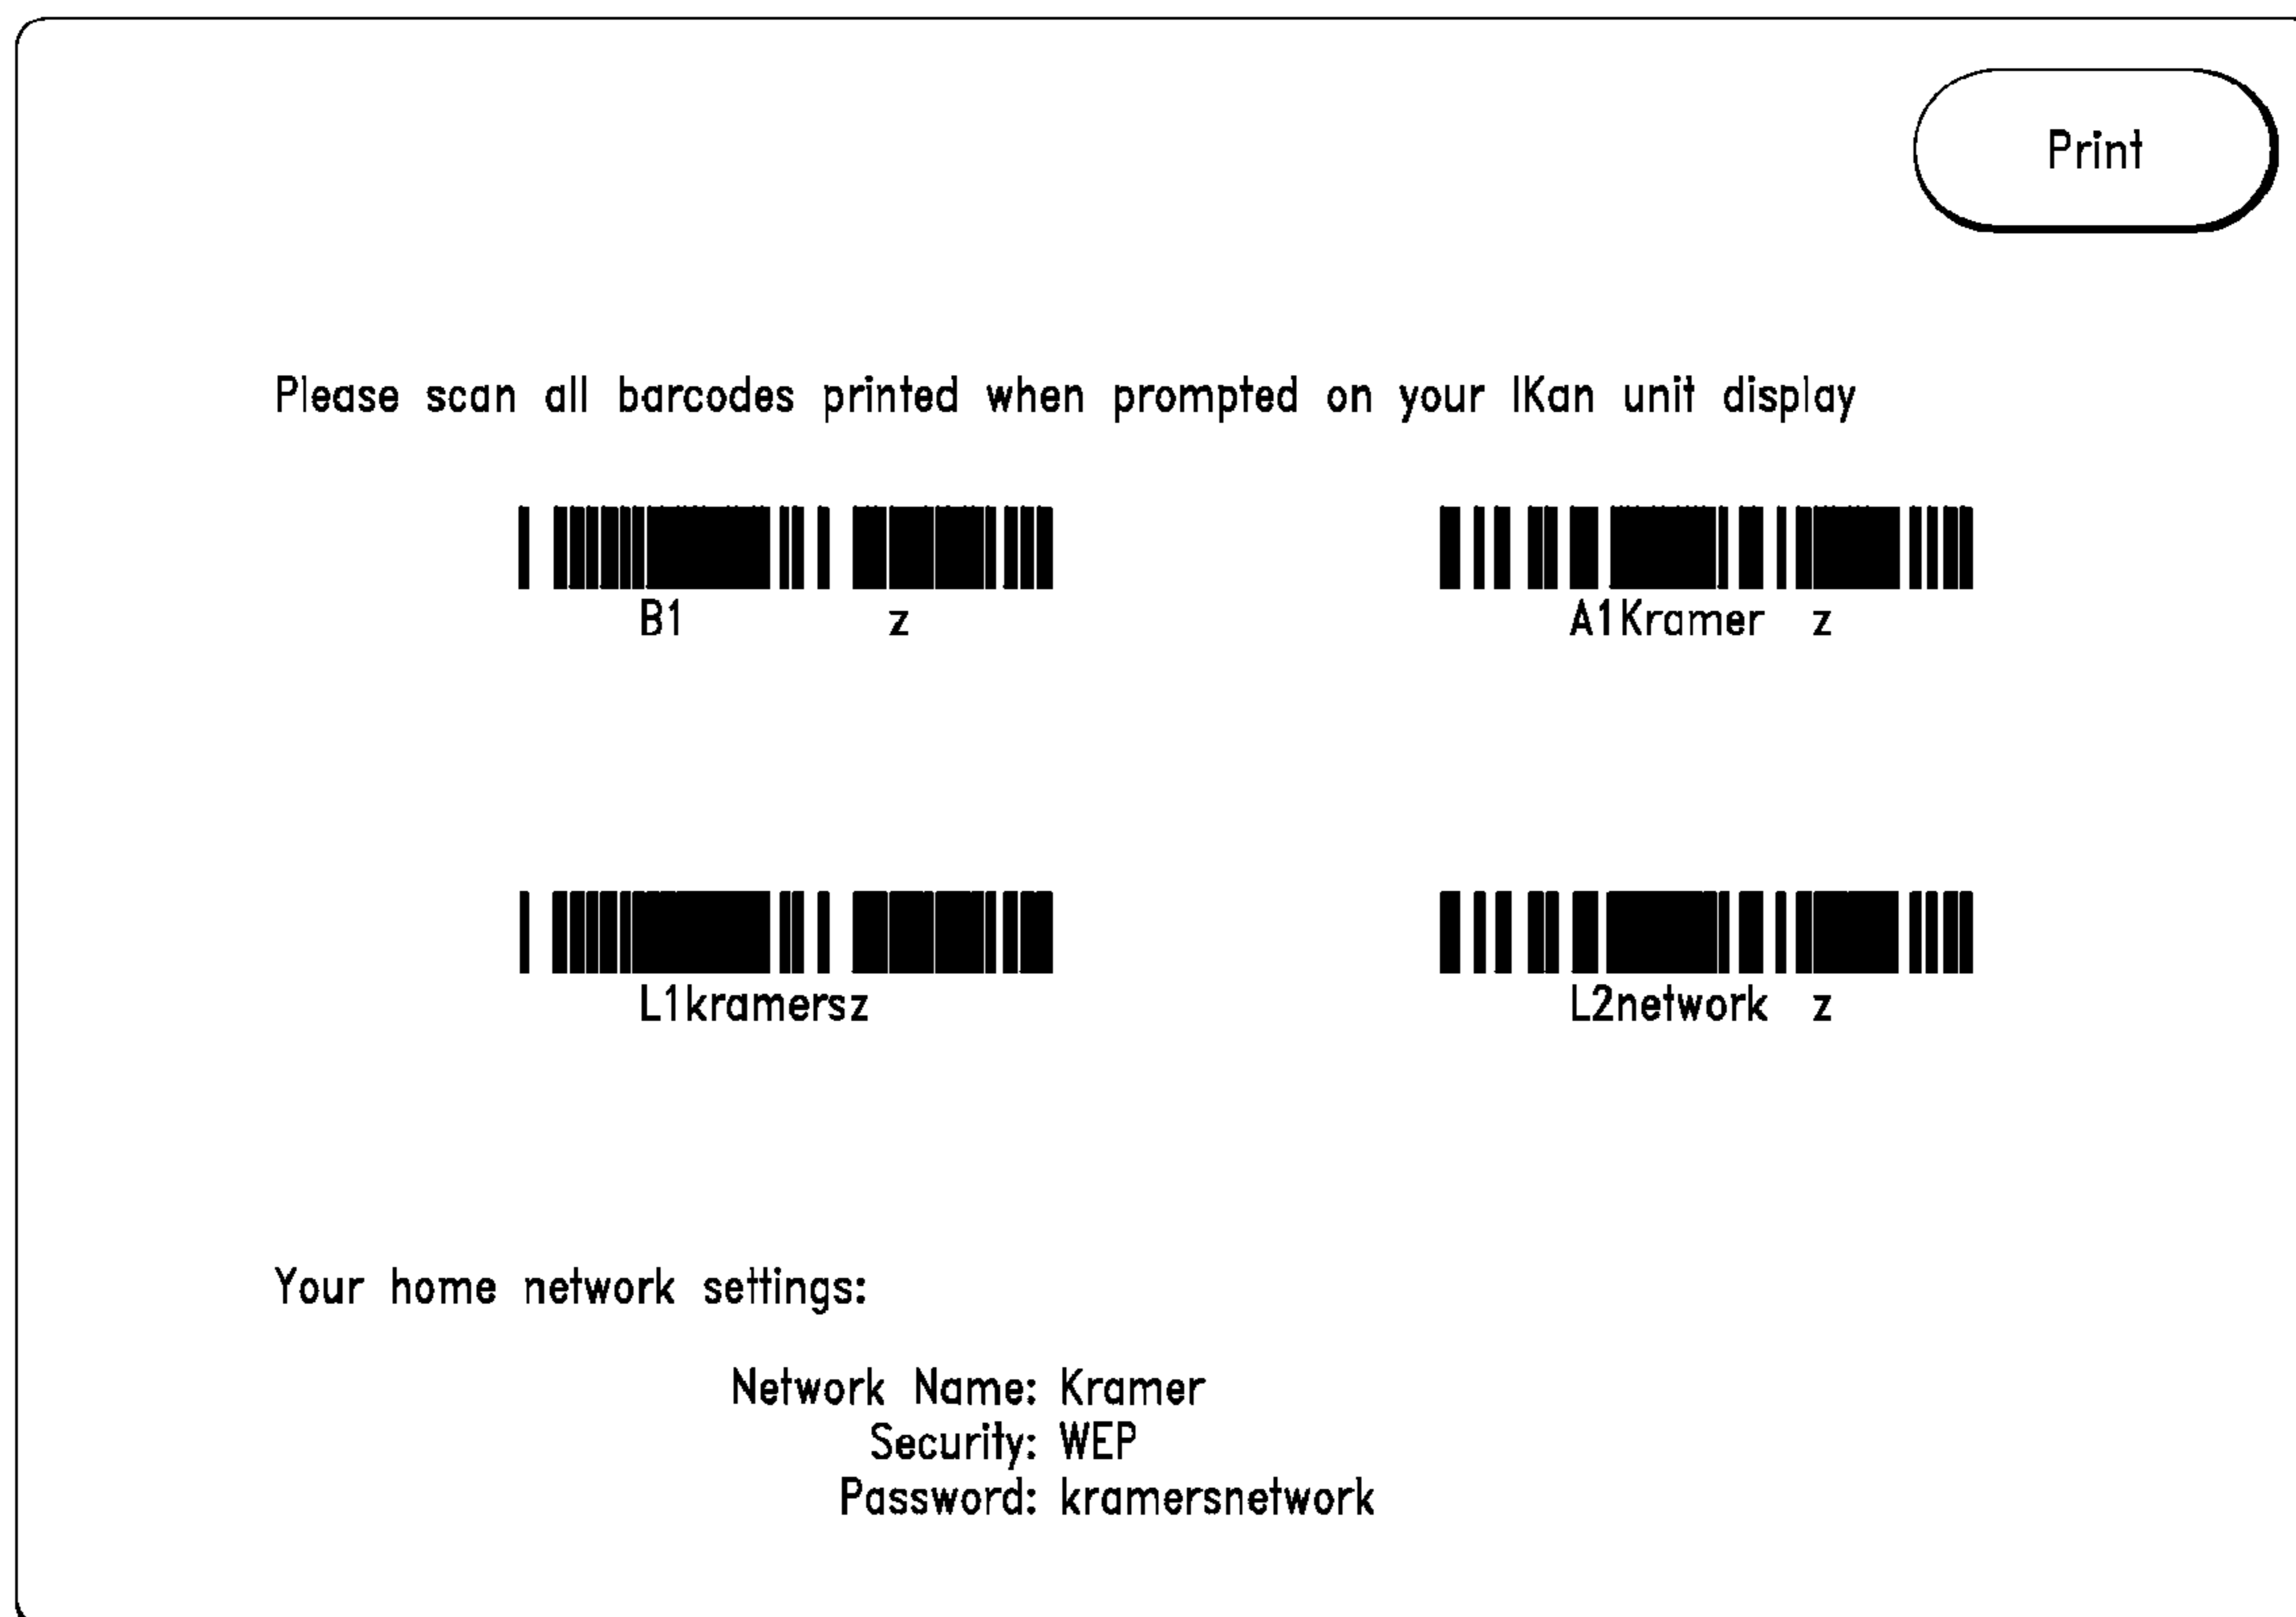 Print
Please scan all barcodes printed when prompted on your IKan unit display
B1 z
A1Kramer z
L1kramersz
L2network z
Your home network settings:
Network Name: Kramer
Security: WEP
Password: kramersnetwork